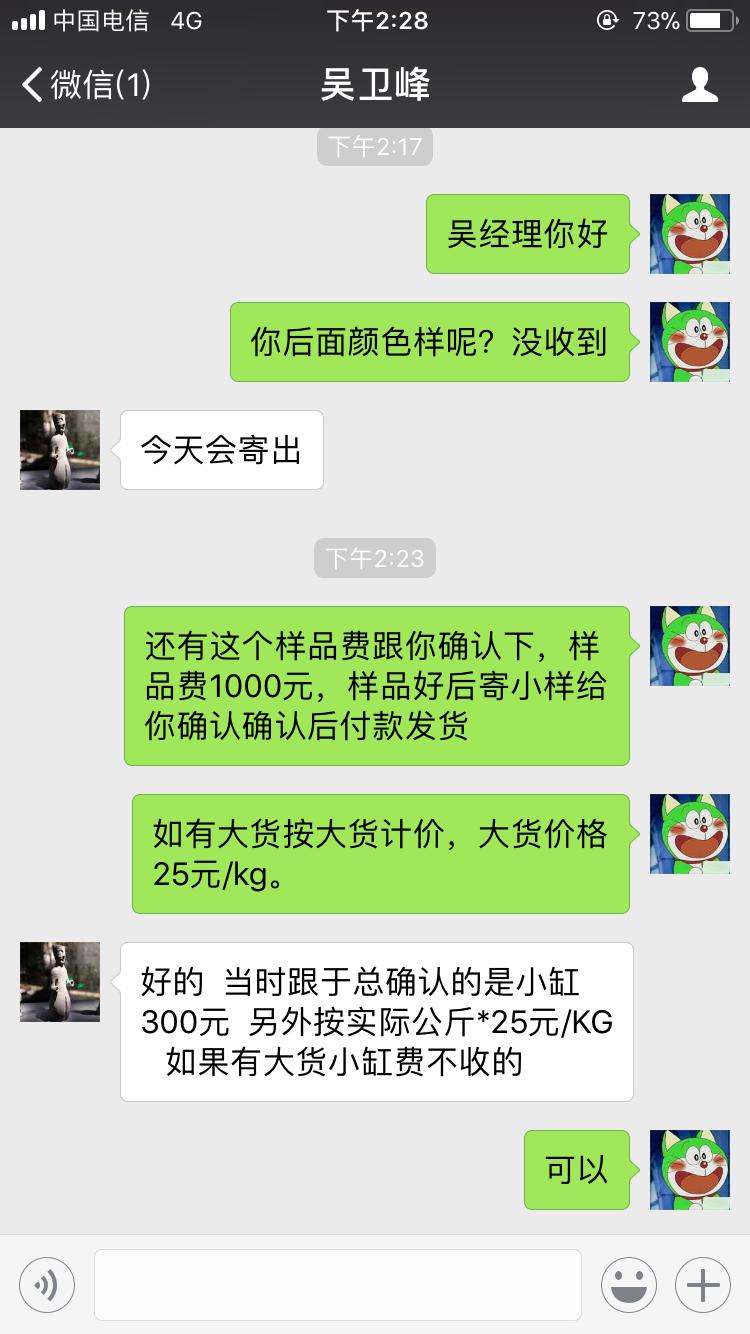 中国电信 4G 下午2:28 73%
微信(1) 吴卫峰
下午2:17
吴经理你好
你后面颜色样呢？没收到
今天会寄出
下午2:23
还有这个样品费跟你确认下，样
品费1000元，样品好后寄小样给
你确认确认后付款发货
如有大货按大货计价，大货价格
25元/kg。
好的 当时跟于总确认的是小缸
300元 另外按实际公斤*25元/KG
如果有大货小缸费不收的
可以